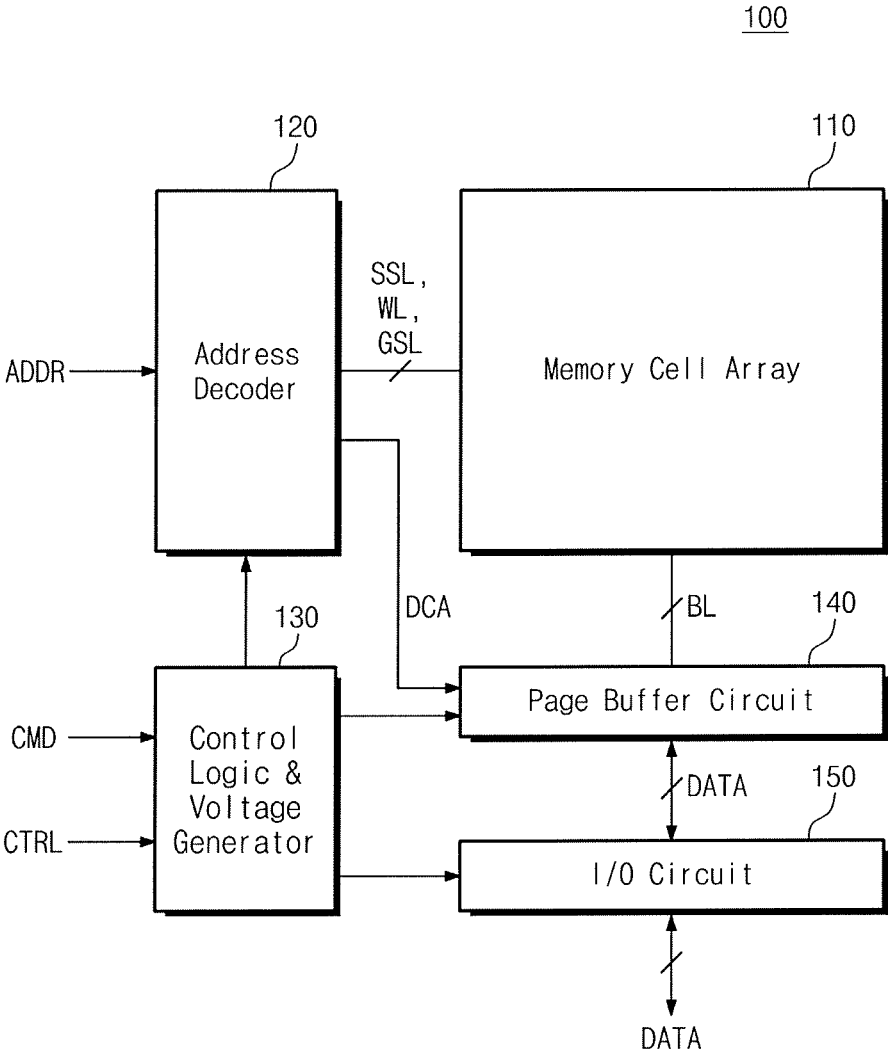 100
120
110
SSL,
WL,
GSL
ADDR
Address
Decoder
Memory Cell Array
DCA
BL
130
140
Page Buffer Circuit
CMD
CTRL
Control
Logic &
Voltage
Generator
DATA
150
I/O Circuit
DATA